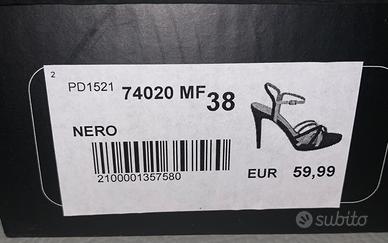 2
PD1521 74020 MF 38
NERO
2100001357580
EUR 59,99
subito